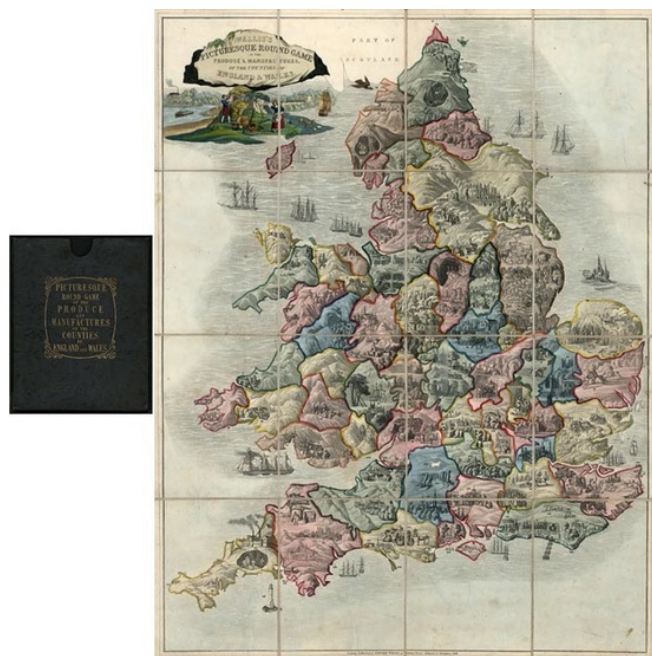 WALLIS'S
PICTURESQUE ROUND GAME
OF THE
PRODUCE & MANUFACTURES,
OF THE COUNTIES OF
ENGLAND & WALES
PART OF
SCOTLAND
PICTURESQUE
ROUND GAME
OF THE
PRODUCE
AND
MANUFACTURES
OF THE
COUNTIES
OF
ENGLAND AND WALES